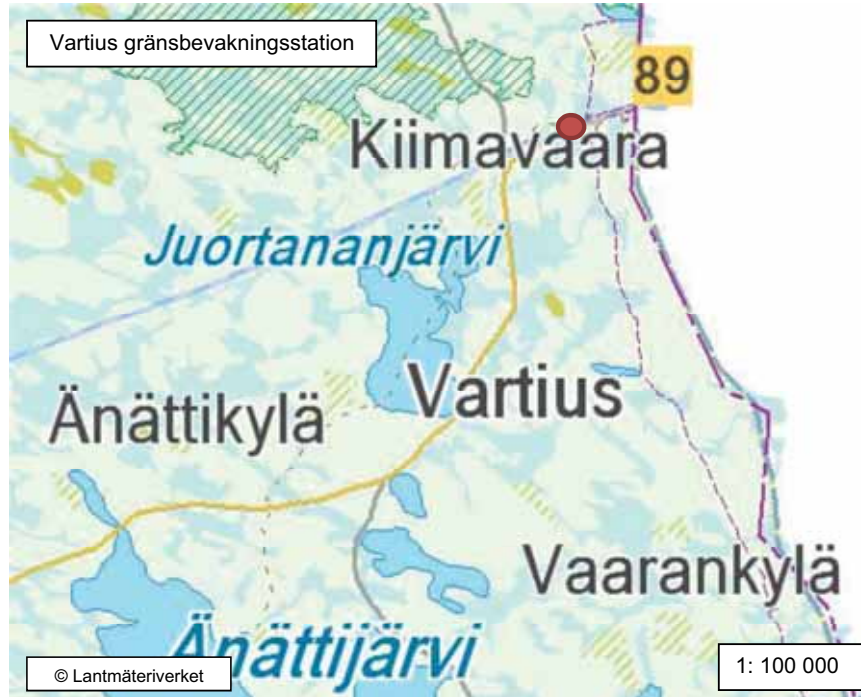 Vartius gränsbevakningsstation
89
Kiimavaara
Juortananjärvi
Vartius
Änättikylä
Vaarankylä
Änättijärvi
© Lantmäteriverket
1: 100 000